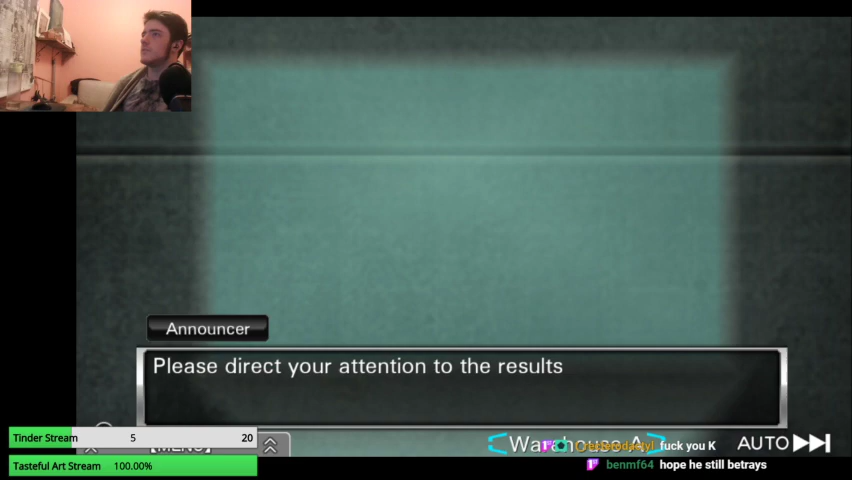 Announcer
Please direct your attention to the results
Tinder Stream 5 20
[MENU]
Warehouse A
fuck you K
AUTO
Tasteful Art Stream 100.00%
benmf64 hope he still betrays